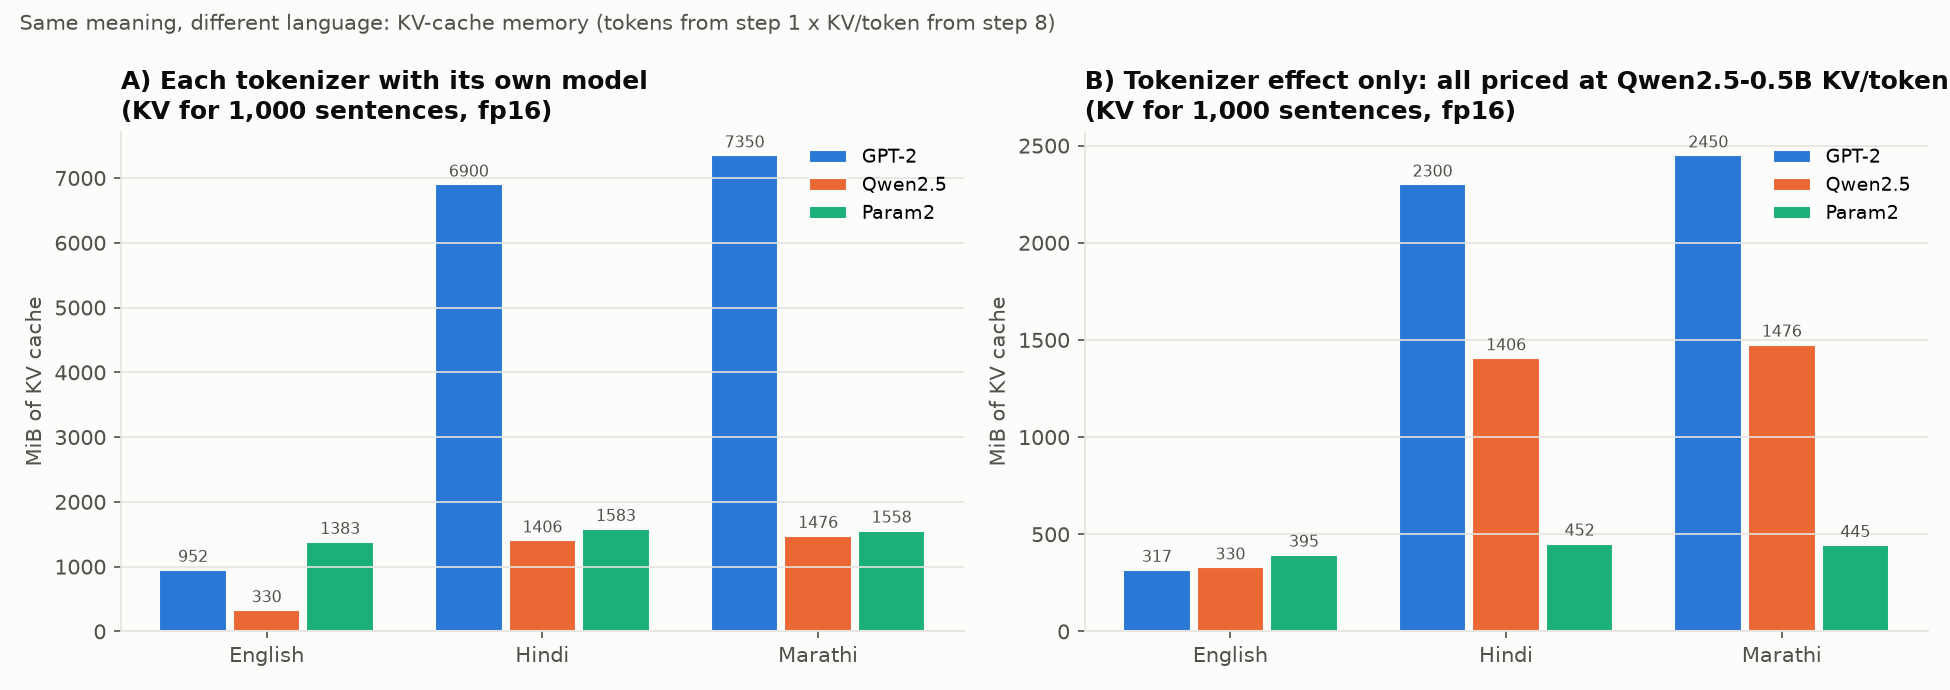 Same meaning, different language: KV-cache memory (tokens from step 1 x KV/token from step 8)
A) Each tokenizer with its own model
(KV for 1,000 sentences, fp16)
MiB of KV cache
7000
6000
5000
4000
3000
2000
1000
0
952
330
1383
6900
1406
1583
7350
1476
1558
GPT-2
Qwen2.5
Param2
English
Hindi
Marathi
B) Tokenizer effect only: all priced at Qwen2.5-0.5B KV/token
(KV for 1,000 sentences, fp16)
MiB of KV cache
2500
2000
1500
1000
500
0
317
330
395
2300
1406
452
2450
1476
445
GPT-2
Qwen2.5
Param2
English
Hindi
Marathi